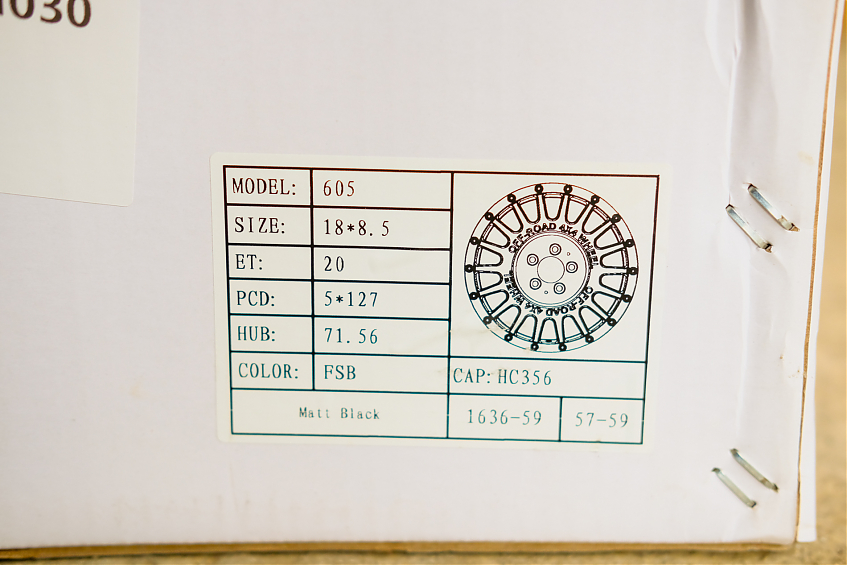 030
MODEL: 605
SIZE: 18*8.5
ET: 20
PCD: 5*127
HUB: 71.56
COLOR: FSB
CAP: HC356
Matt Black
1636-59
57-59
OFF-ROAD 4X4 WHEEL
OFF-ROAD 4X4 WHEEL